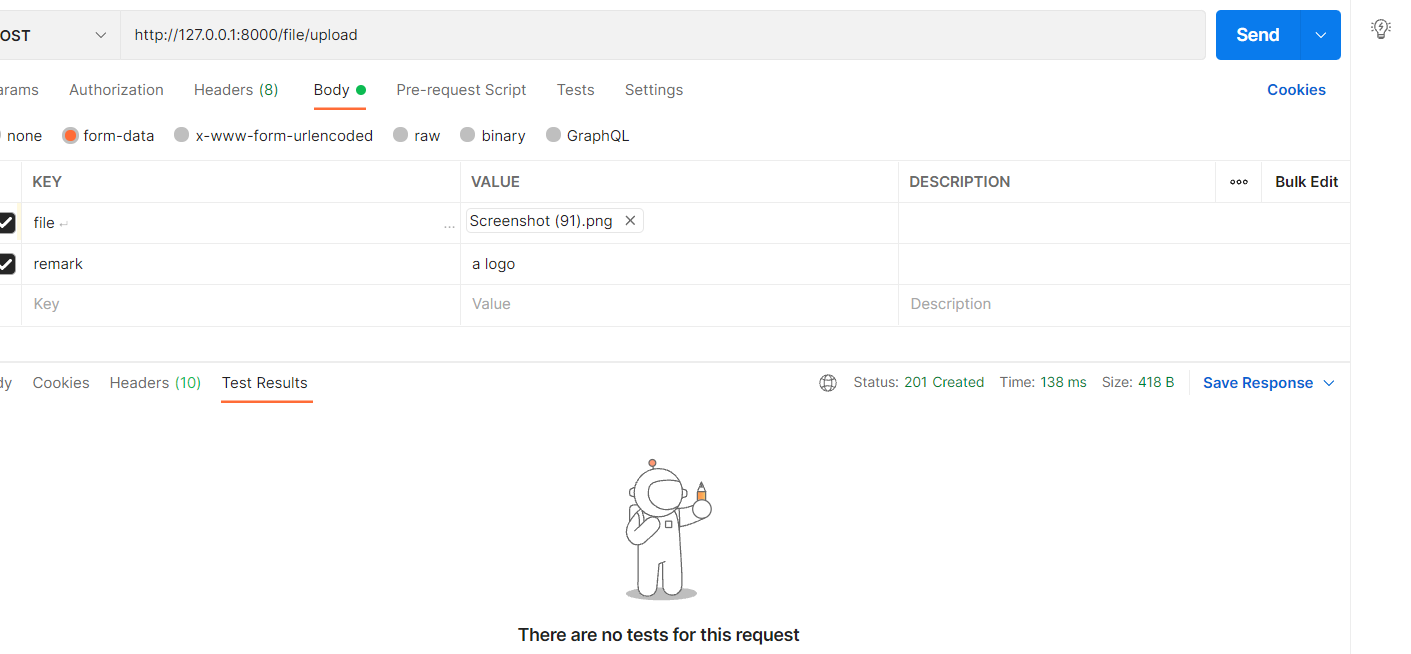 OST http://127.0.0.1:8000/file/upload Send
arams Authorization Headers (8) Body Pre-request Script Tests Settings Cookies
none form-data x-www-form-urlencoded raw binary GraphQL
KEY VALUE DESCRIPTION ooo Bulk Edit
file ↵ ... Screenshot (91).png ✕
remark a logo
Key Value Description
dy Cookies Headers (10) Test Results Status: 201 Created Time: 138 ms Size: 418 B Save Response
There are no tests for this request